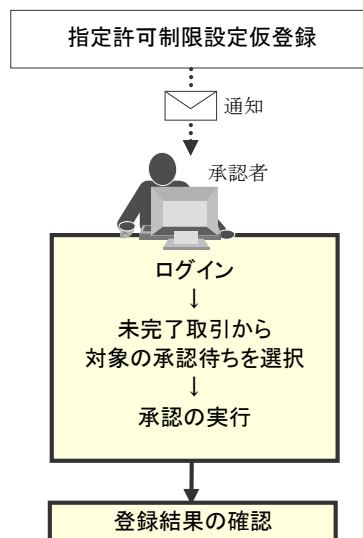 指定許可制限設定仮登録
通知
承認者
ログイン
↓
未完了取引から
対象の承認待ちを選択
↓
承認の実行
登録結果の確認